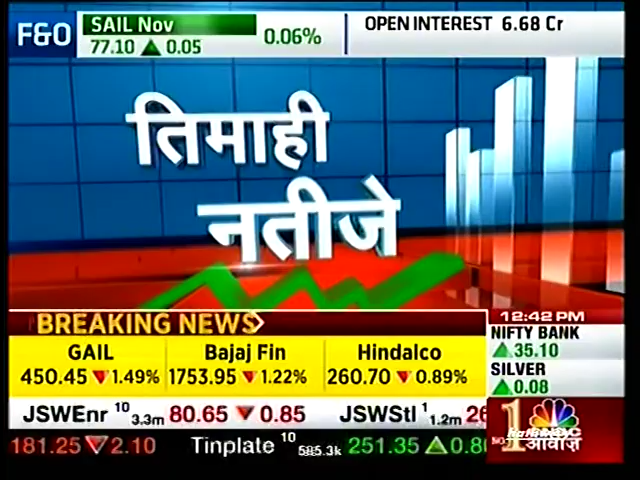 F&O
SAIL Nov
77.10 ▲ 0.05
0.06%
OPEN INTEREST 6.68 Cr
तिमाही
नतीजे
BREAKING NEWS
12:42 PM
GAIL
450.45 ▼ 1.49%
Bajaj Fin
1753.95 ▼ 1.22%
Hindalco
260.70 ▼ 0.89%
NIFTY BANK
▲ 35.10
SILVER
▲ 0.08
JSWEnr 10 3.3m 80.65 ▼ 0.85 JSWStl 1 1.2m
181.25 ▼ 2.10 Tinplate 10 251.35 ▲
1
आवाज़